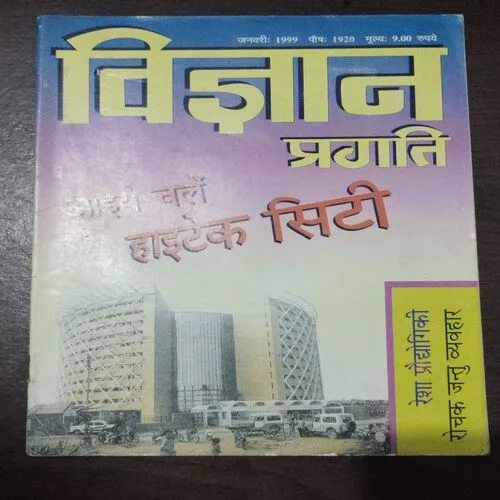 जनवरी: 1999 पौष: 1920 मूल्य: 9.00 रुपये
विज्ञान
प्रगति
आइये चलें
हाइटेक सिटी
रेशा प्रौद्योगिकी
रोचक जन्तु व्यवहार